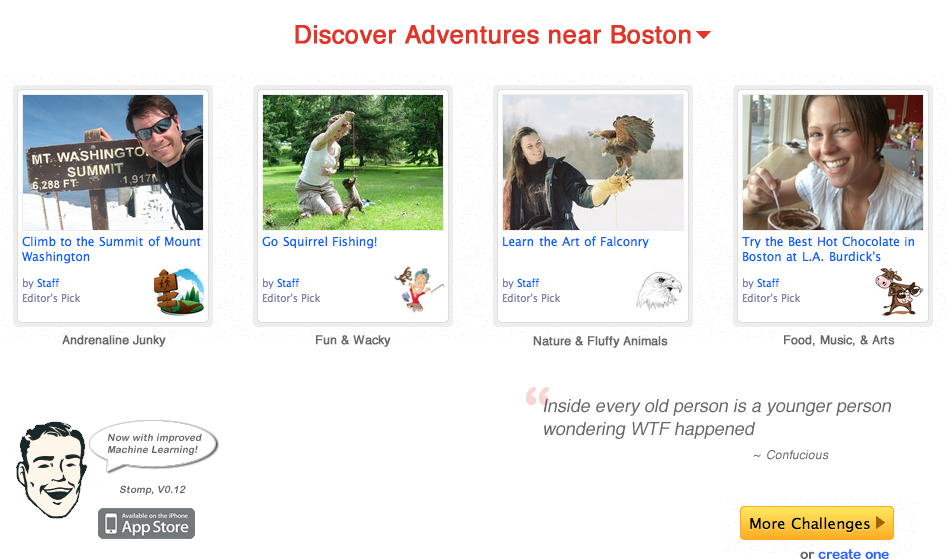 Discover Adventures near Boston
MT. WASHINGTON
SUMMIT
6,288 FT 1,917M
Climb to the Summit of Mount
Washington
by Staff
Editor's Pick
Andrenaline Junky
Go Squirrel Fishing!
by Staff
Editor's Pick
Fun & Wacky
Learn the Art of Falconry
by Staff
Editor's Pick
Nature & Fluffy Animals
Try the Best Hot Chocolate in
Boston at L.A. Burdick's
by Staff
Editor's Pick
Food, Music, & Arts
“Inside every old person is a younger person
wondering WTF happened
~ Confucious
Now with improved
Machine Learning!
Stomp, V0.12
Available on the iPhone
App Store
More Challenges
or create one